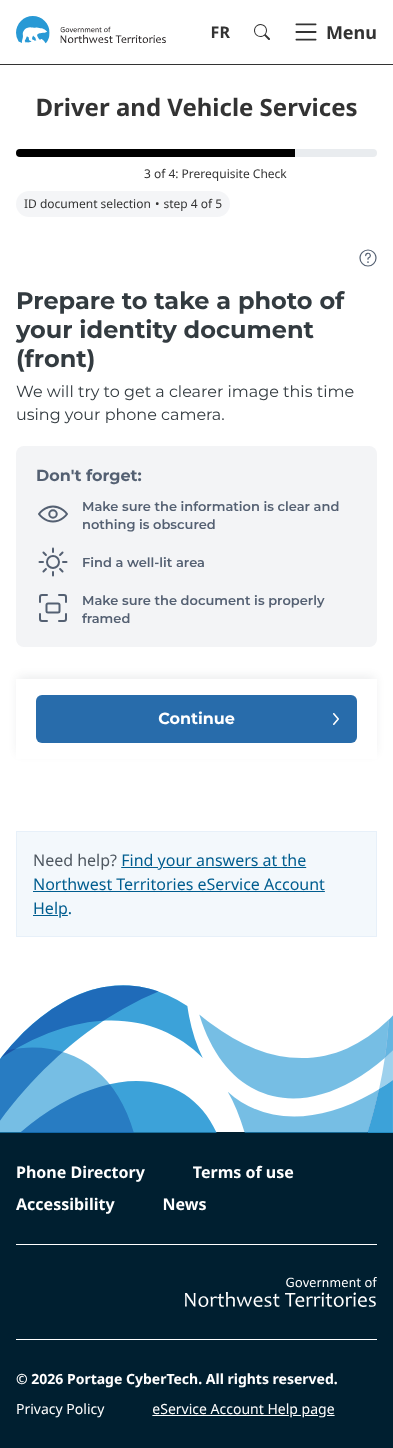 Government of
Northwest Territories
FR
Menu
Driver and Vehicle Services
3 of 4: Prerequisite Check
ID document selection • step 4 of 5
Prepare to take a photo of
your identity document
(front)
We will try to get a clearer image this time
using your phone camera.
Don't forget:
Make sure the information is clear and
nothing is obscured
Find a well-lit area
Make sure the document is properly
framed
Continue
Need help? Find your answers at the
Northwest Territories eService Account
Help.
Phone Directory Terms of use
Accessibility News
Government of
Northwest Territories
© 2026 Portage CyberTech. All rights reserved.
Privacy Policy eService Account Help page